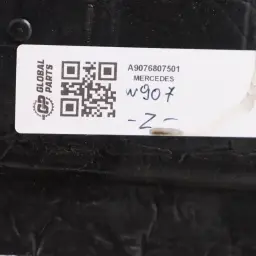 GP GLOBAL PARTS
A9076807501
MERCEDES
W907
-Z-